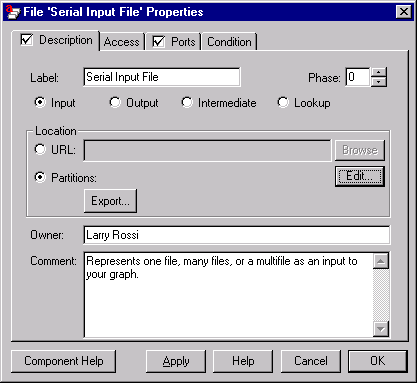 File 'Serial Input File' Properties
Description Access Ports Condition
Label: Serial Input File Phase: 0
Input Output Intermediate Lookup
Location
URL: Browse
Partitions: Edit...
Export...
Owner: Larry Rossi
Comment: Represents one file, many files, or a multifile as an input to
your graph.
Component Help Apply Help Cancel OK